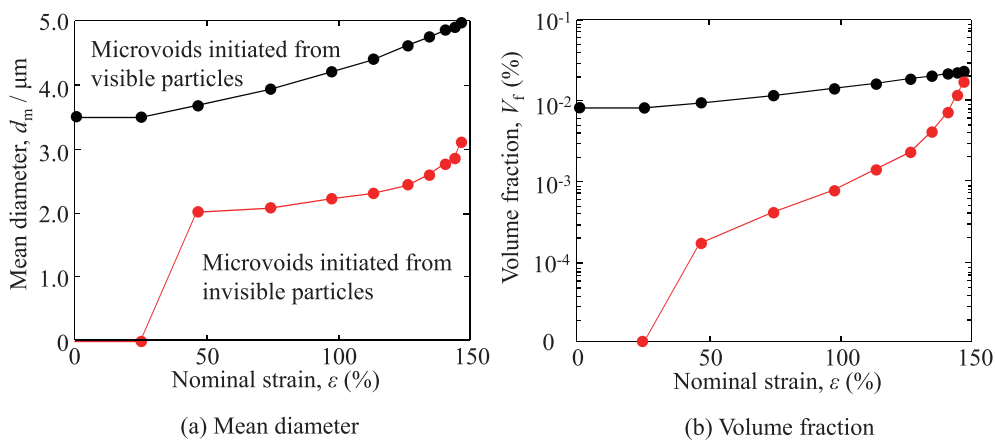 5.0
4.0
3.0
2.0
1.0
0
Mean diameter, dm / μm
Microvoids initiated from
visible particles
Microvoids initiated from
invisible particles
0 50 100 150
Nominal strain, ε (%)
(a) Mean diameter
10-1
10-2
10-3
10-4
0
Volume fraction, Vf (%)
0 50 100 150
Nominal strain, ε (%)
(b) Volume fraction